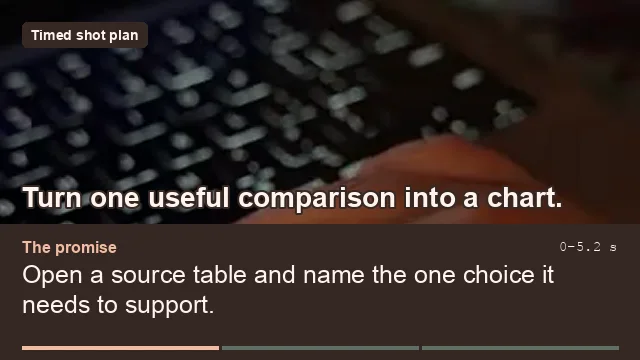 Timed shot plan
Turn one useful comparison into a chart.
The promise
0–5.2 s
Open a source table and name the one choice it
needs to support.